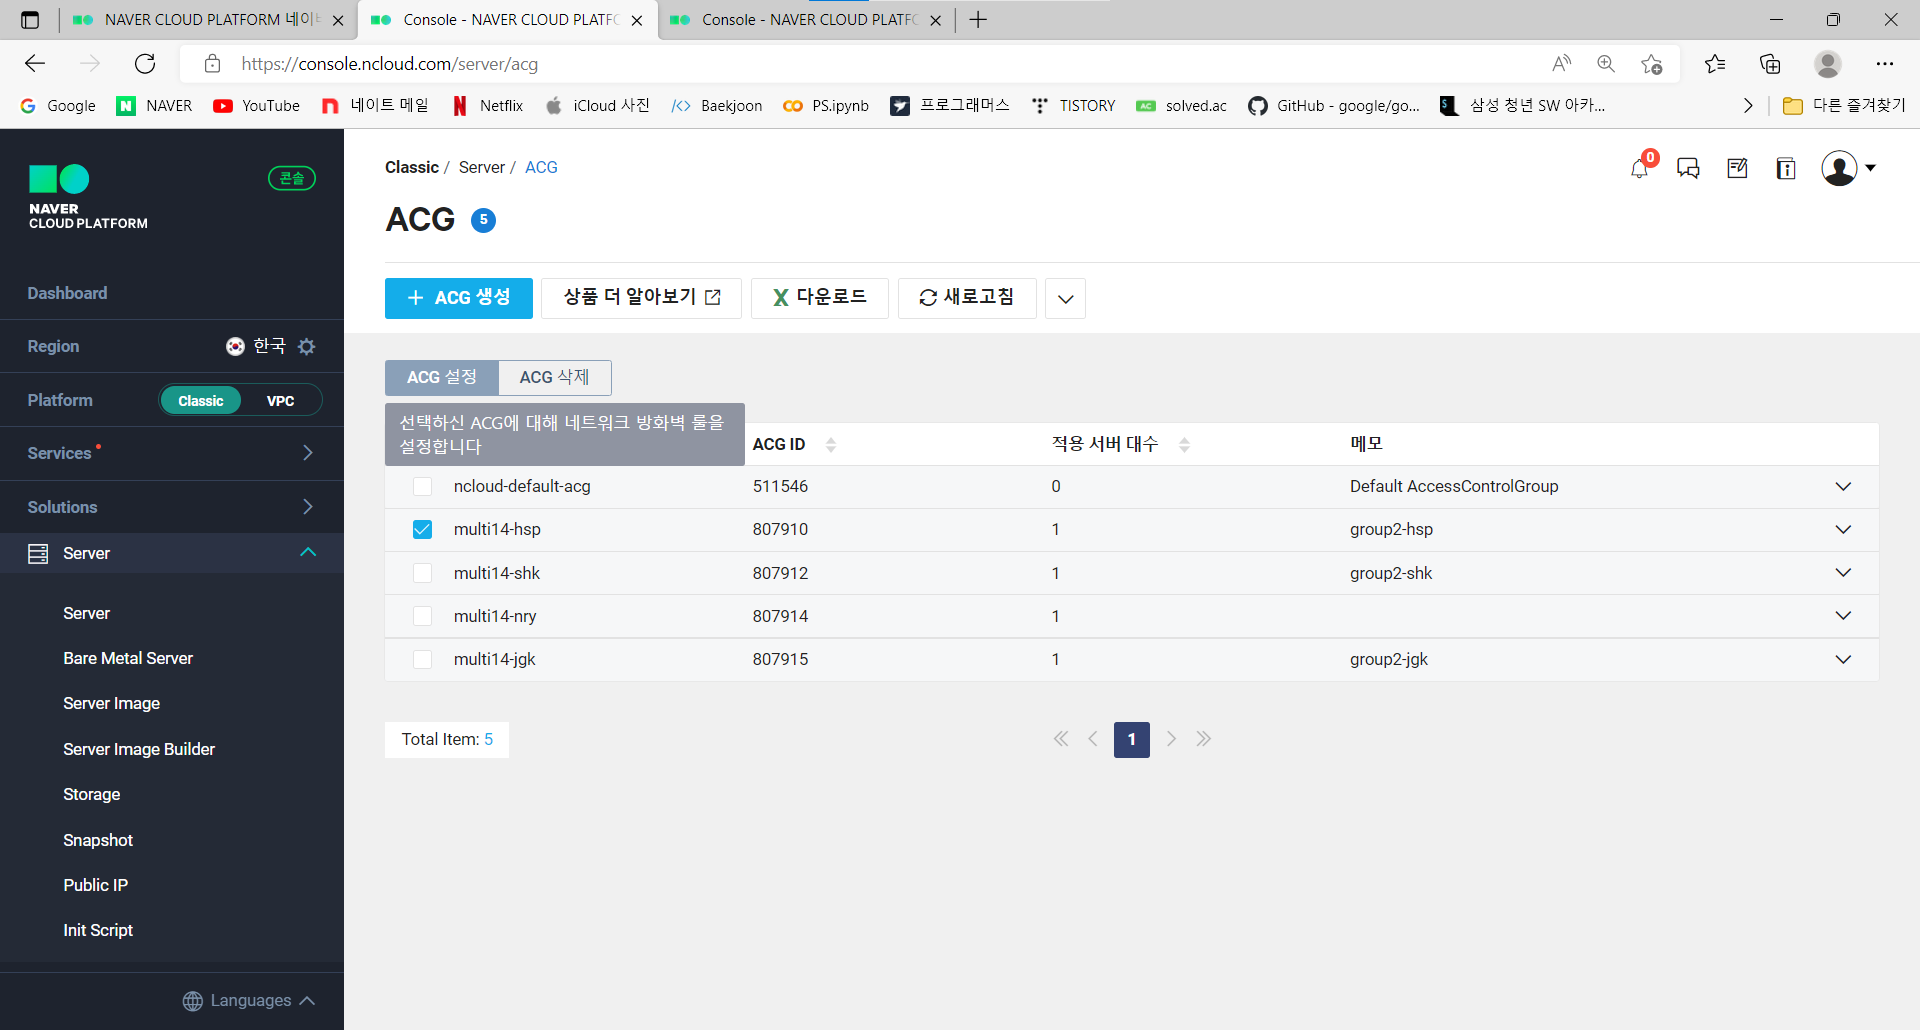 NAVER CLOUD PLATFORM 네이
Console - NAVER CLOUD PLATFO
Console - NAVER CLOUD PLATFO
https://console.ncloud.com/server/acg
Google
NAVER
YouTube
네이트 메일
Netflix
iCloud 사진
Baekjoon
PS.ipynb
프로그래머스
TISTORY
solved.ac
GitHub - google/go...
삼성 청년 SW 아카...
다른 즐겨찾기
NAVER
CLOUD PLATFORM
콘솔
Dashboard
Region
한국
Platform
Classic
VPC
Services
Solutions
Server
Server
Bare Metal Server
Server Image
Server Image Builder
Storage
Snapshot
Public IP
Init Script
Languages
Classic / Server / ACG
0
ACG 5
+ ACG 생성
상품 더 알아보기
다운로드
새로고침
ACG 설정
ACG 삭제
선택하신 ACG에 대해 네트워크 방화벽 룰을
설정합니다
ACG ID
적용 서버 대수
메모
ncloud-default-acg 511546 0 Default AccessControlGroup
multi14-hsp 807910 1 group2-hsp
multi14-shk 807912 1 group2-shk
multi14-nry 807914 1
multi14-jgk 807915 1 group2-jgk
Total Item: 5
1